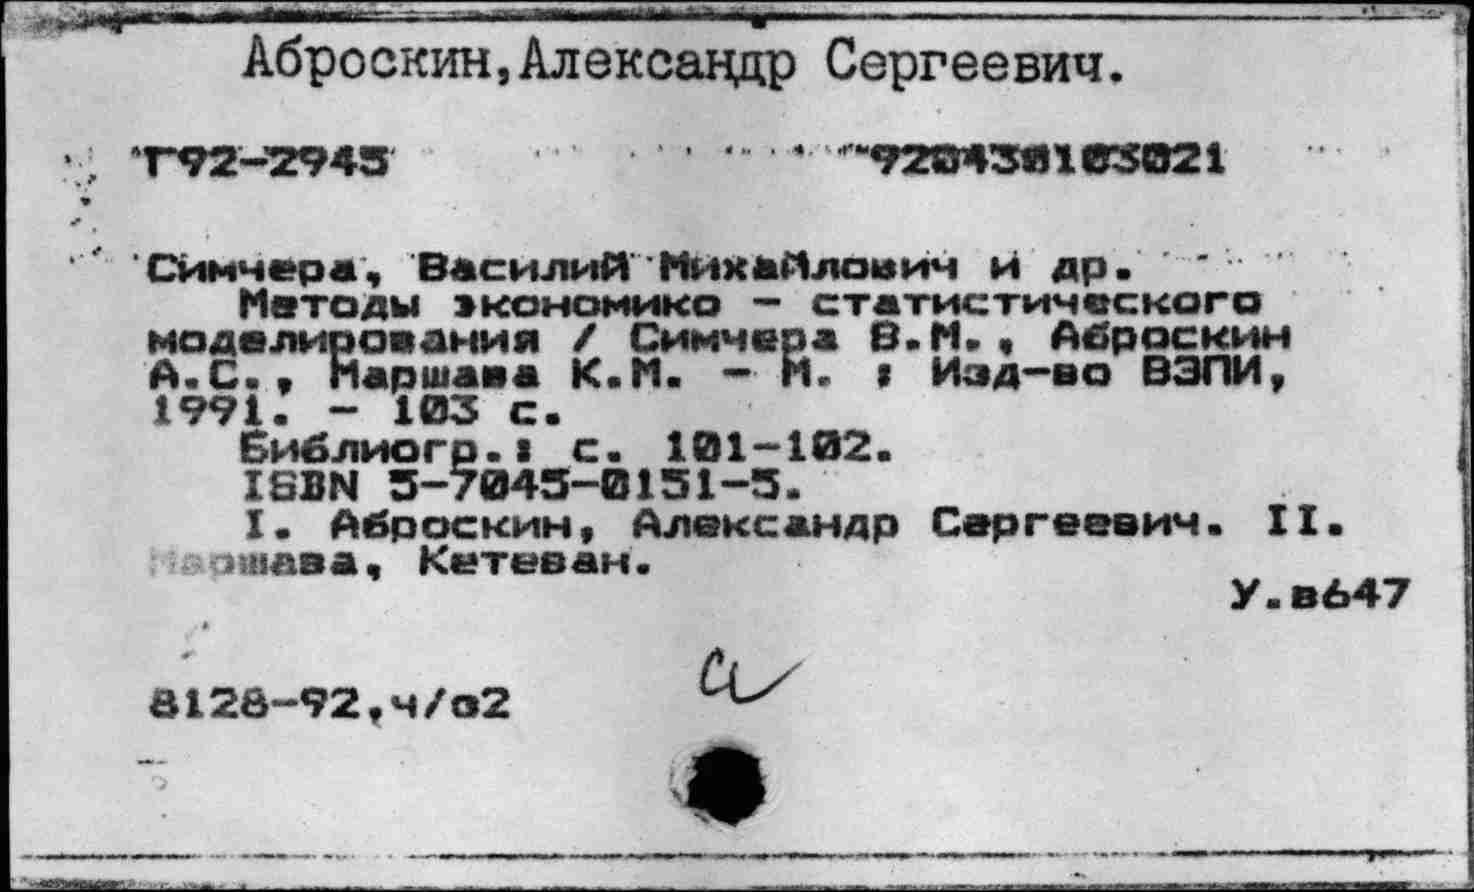 Аброскин,Александр Сергеевич.
Г92-2945 920430103021
Симчера, Василий Михайлович и др.
Методы экономико - статистического
моделирования / Симчера В.М., Аброскин
А.С., Маршава К.М. - М. : Изд-во ВЗПИ,
1991. - 103 с.
Библиогр.: с. 101-102.
ISBN 5-7045-0151-5.
I. Аброскин, Александр Сергеевич. II.
Маршава, Кетеван.
У.в647
8128-92,ч/о2